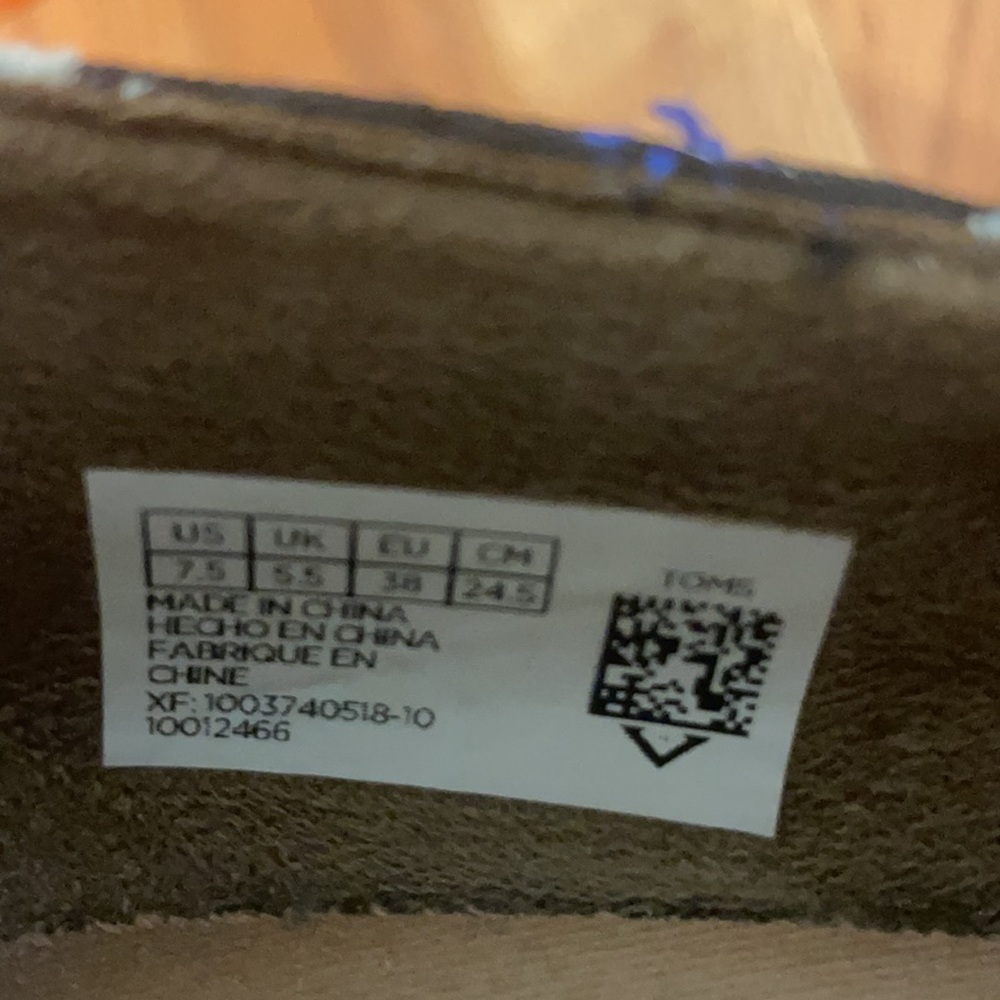 US UK EU CM
7.5 5.5 38 24.5
MADE IN CHINA
HECHO EN CHINA
FABRIQUE EN
CHINE
XF: 1003740518-10
10012466
TOMS